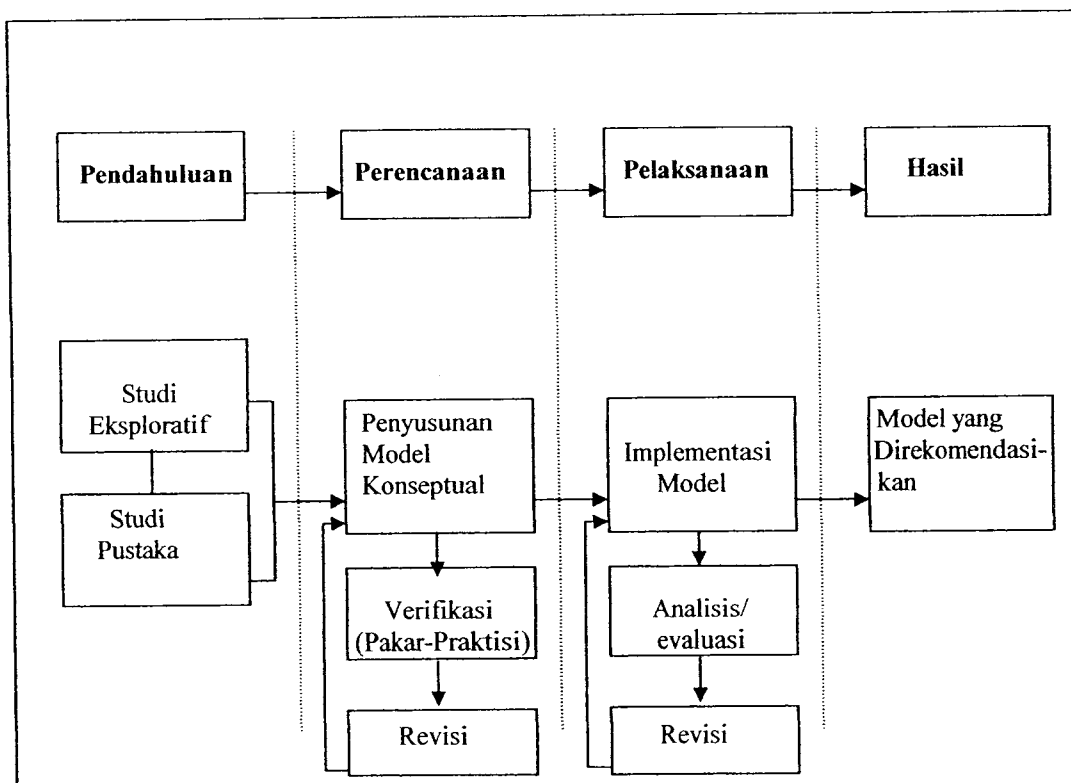 Pendahuluan
Perencanaan
Pelaksanaan
Hasil
Studi
Eksploratif
Studi
Pustaka
Penyusunan
Model
Konseptual
Verifikasi
(Pakar-Praktisi)
Revisi
Implementasi
Model
Analisis/
evaluasi
Revisi
Model yang
Direkomendasi-
kan